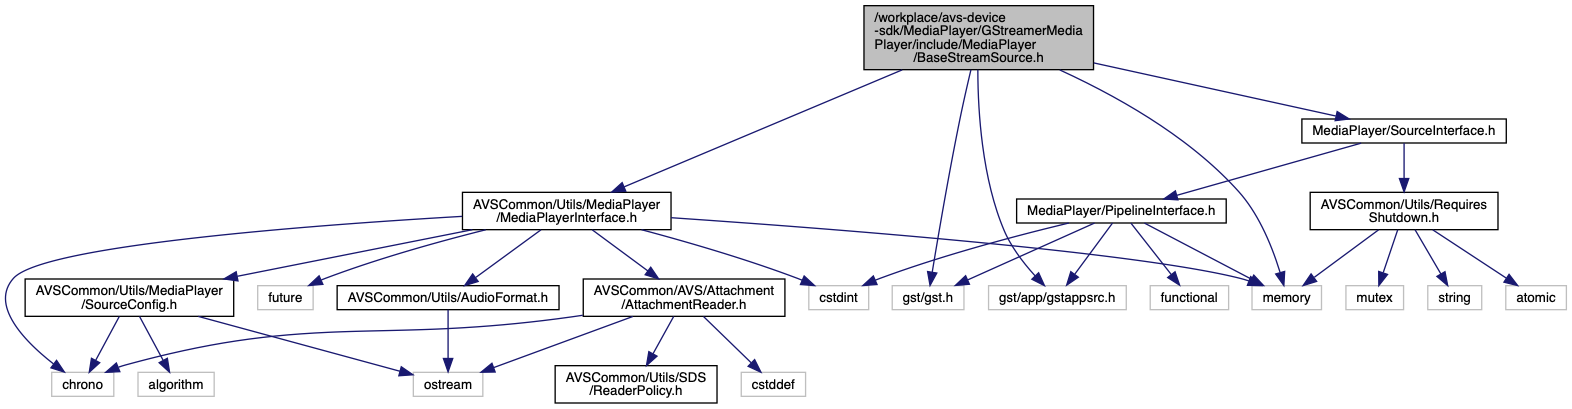 /workplace/avs-device
-sdk/MediaPlayer/GStreamerMedia
Player/include/MediaPlayer
/BaseStreamSource.h
MediaPlayer/SourceInterface.h
AVSCommon/Utils/MediaPlayer
/MediaPlayerInterface.h
MediaPlayer/PipelineInterface.h
AVSCommon/Utils/Requires
Shutdown.h
AVSCommon/Utils/MediaPlayer
/SourceConfig.h
future
AVSCommon/Utils/AudioFormat.h
AVSCommon/AVS/Attachment
/AttachmentReader.h
cstdint
gst/gst.h
gst/app/gstappsrc.h
functional
memory
mutex
string
atomic
chrono
algorithm
ostream
AVSCommon/Utils/SDS
/ReaderPolicy.h
cstddef